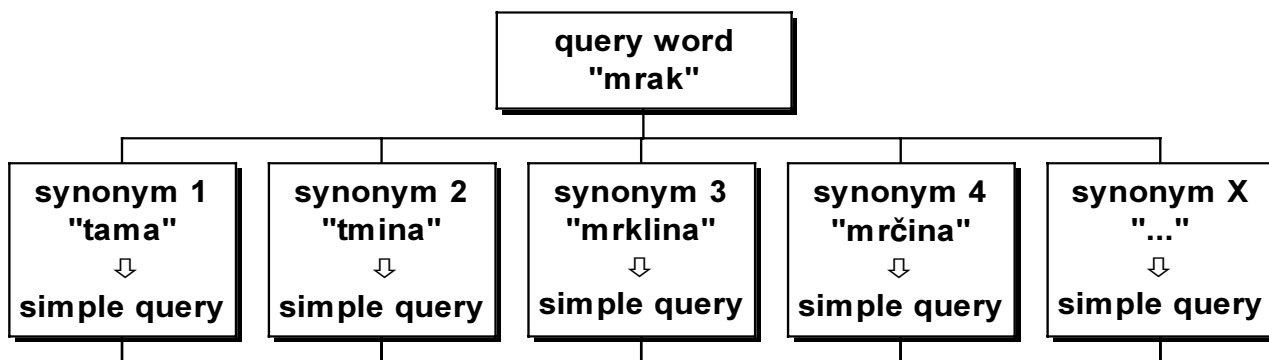 query word
"mrak"
synonym 1
"tama"
⇩
simple query
synonym 2
"tmina"
⇩
simple query
synonym 3
"mrklina"
⇩
simple query
synonym 4
"mrčina"
⇩
simple query
synonym X
"..."
⇩
simple query